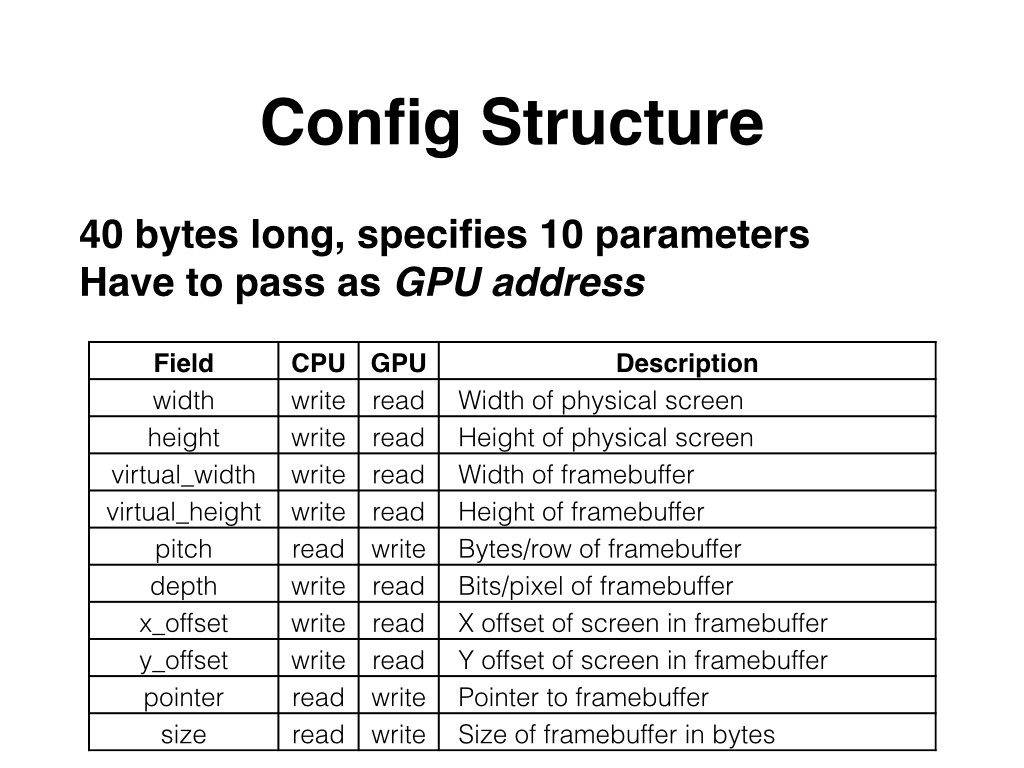 Config Structure
40 bytes long, specifies 10 parameters
Have to pass as GPU address
Field CPU GPU Description
width write read Width of physical screen
height write read Height of physical screen
virtual_width write read Width of framebuffer
virtual_height write read Height of framebuffer
pitch read write Bytes/row of framebuffer
depth write read Bits/pixel of framebuffer
x_offset write read X offset of screen in framebuffer
y_offset write read Y offset of screen in framebuffer
pointer read write Pointer to framebuffer
size read write Size of framebuffer in bytes